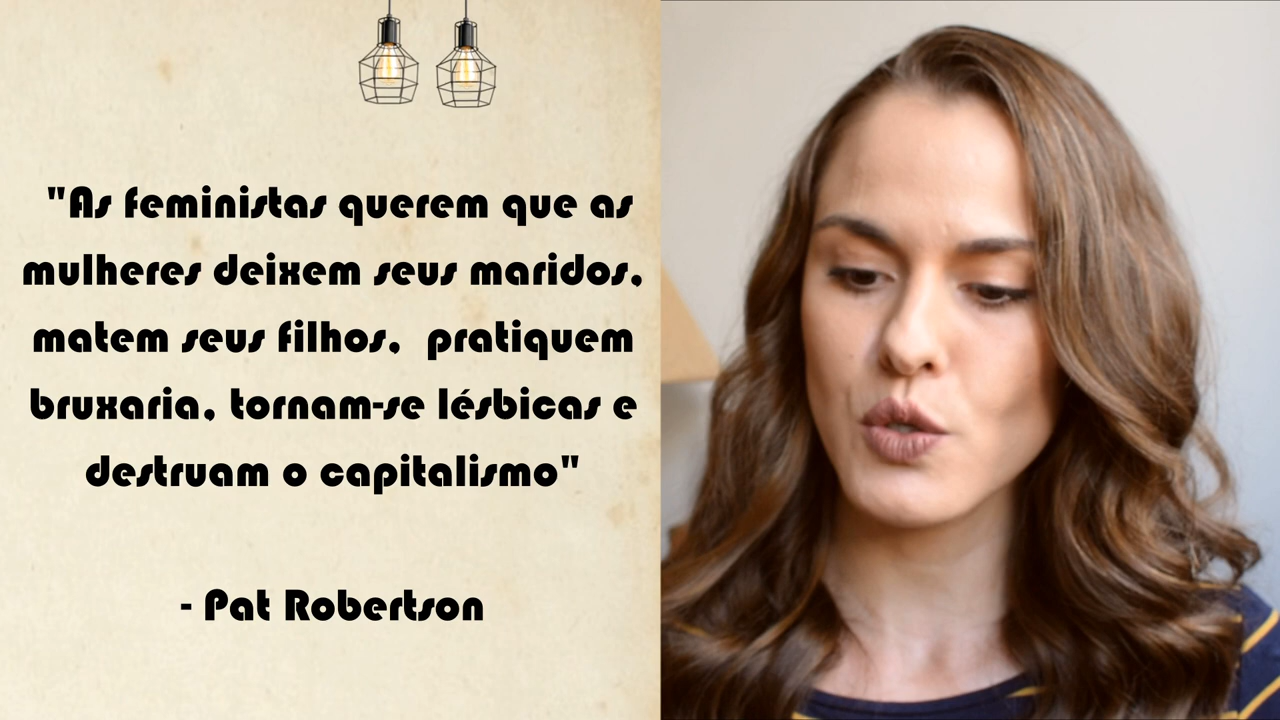 "As feministas querem que as
mulheres deixem seus maridos,
matem seus filhos,  pratiquem
bruxaria, tornam-se lésbicas e
destruam o capitalismo"
- Pat Robertson